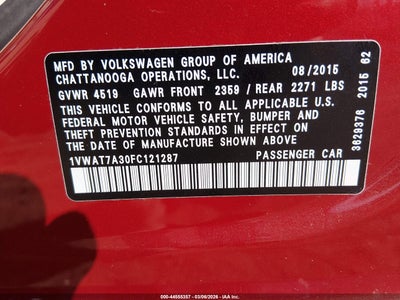 MFD BY VOLKSWAGEN GROUP OF AMERICA
CHATTANOOGA OPERATIONS, LLC. 08/2015
GVWR 4519 GAWR FRONT 2359 / REAR 2271 LBS
THIS VEHICLE CONFORMS TO ALL APPLICABLE U.S.
FEDERAL MOTOR VEHICLE SAFETY, BUMPER, AND
THEFT PREVENTION STANDARDS IN EFFECT ON THE
DATE OF MANUFACTURE SHOWN ABOVE.
1VWAT7A30FC121287 PASSENGER CAR
3629376 2015 62
000-44555357 - 03/06/2026 - IAA Inc.